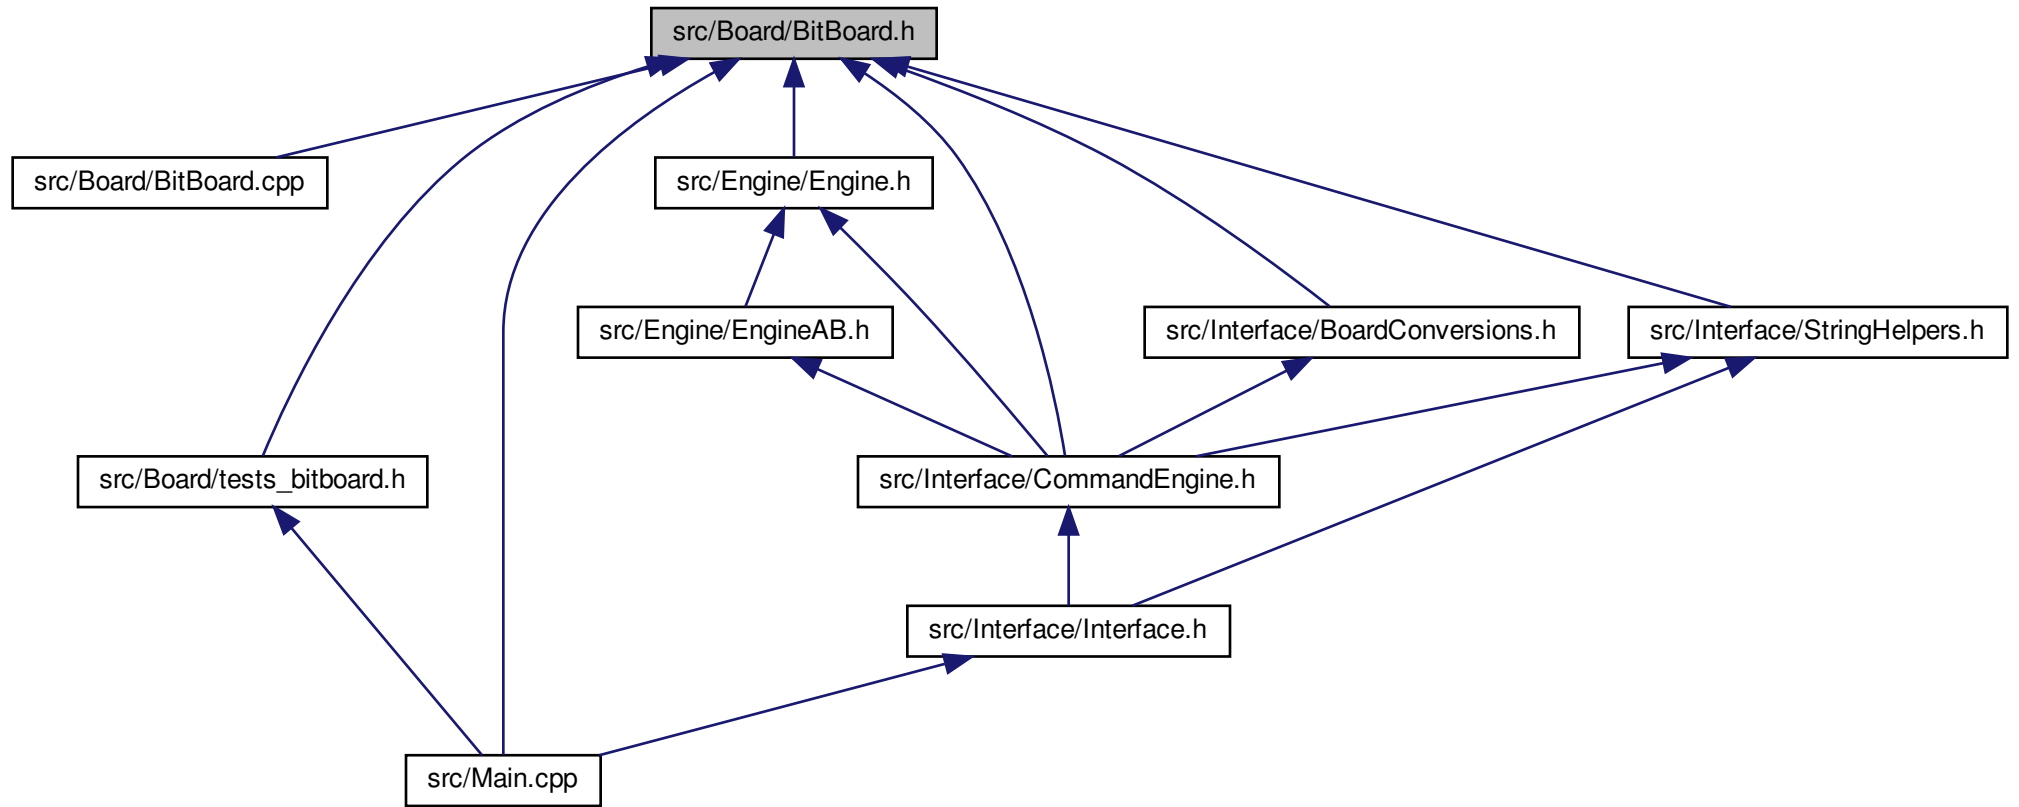 src/Board/BitBoard.h
src/Board/BitBoard.cpp
src/Engine/Engine.h
src/Engine/EngineAB.h
src/Interface/BoardConversions.h
src/Interface/StringHelpers.h
src/Board/tests_bitboard.h
src/Interface/CommandEngine.h
src/Interface/Interface.h
src/Main.cpp